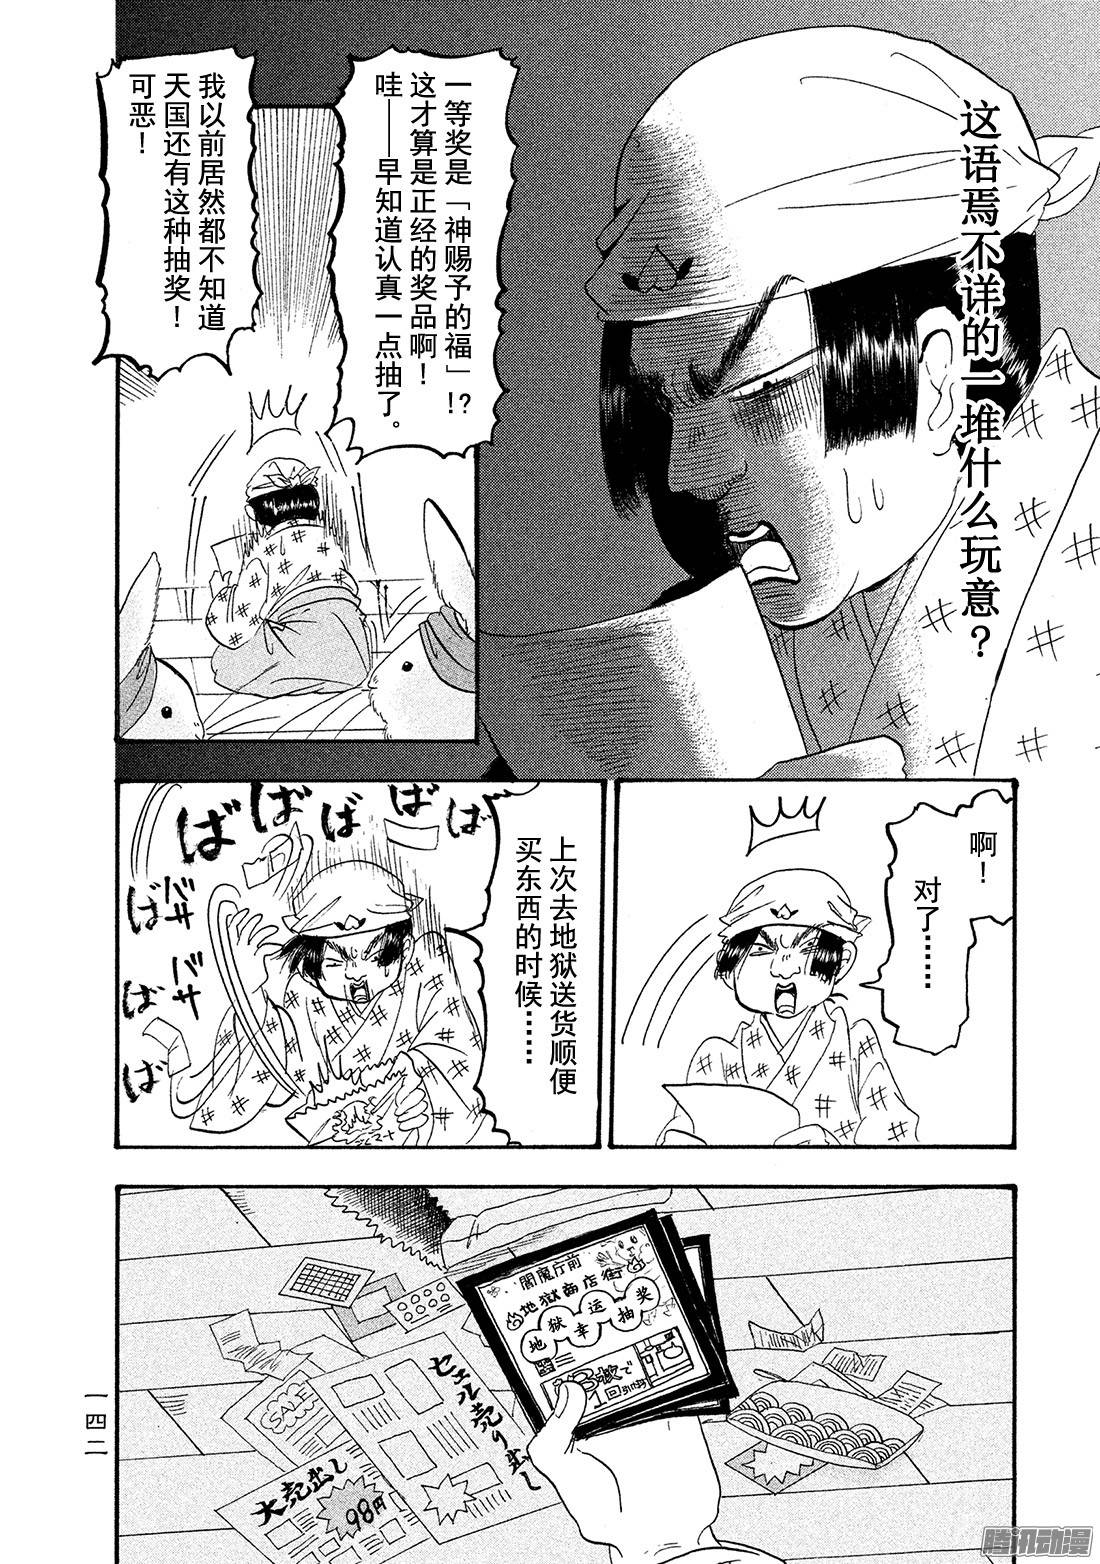 这语焉不详的一堆什么玩意？
一等奖是「神赐予的福」!?
这才算是正经的奖品啊！
哇——早知道认真一点抽了。
我以前居然都不知道
天国还有这种抽奖！
可恶！
啊！
对了……
上次去地狱送货顺便
买东西的时候……
ば
ば
ば
ば
ば
ば
バサ
ば
バサ
ば
閻魔庁前
地獄商店街
地獄幸运抽奖
SALE
セール売り出し
大売出し
98円
一四二
腾讯动漫